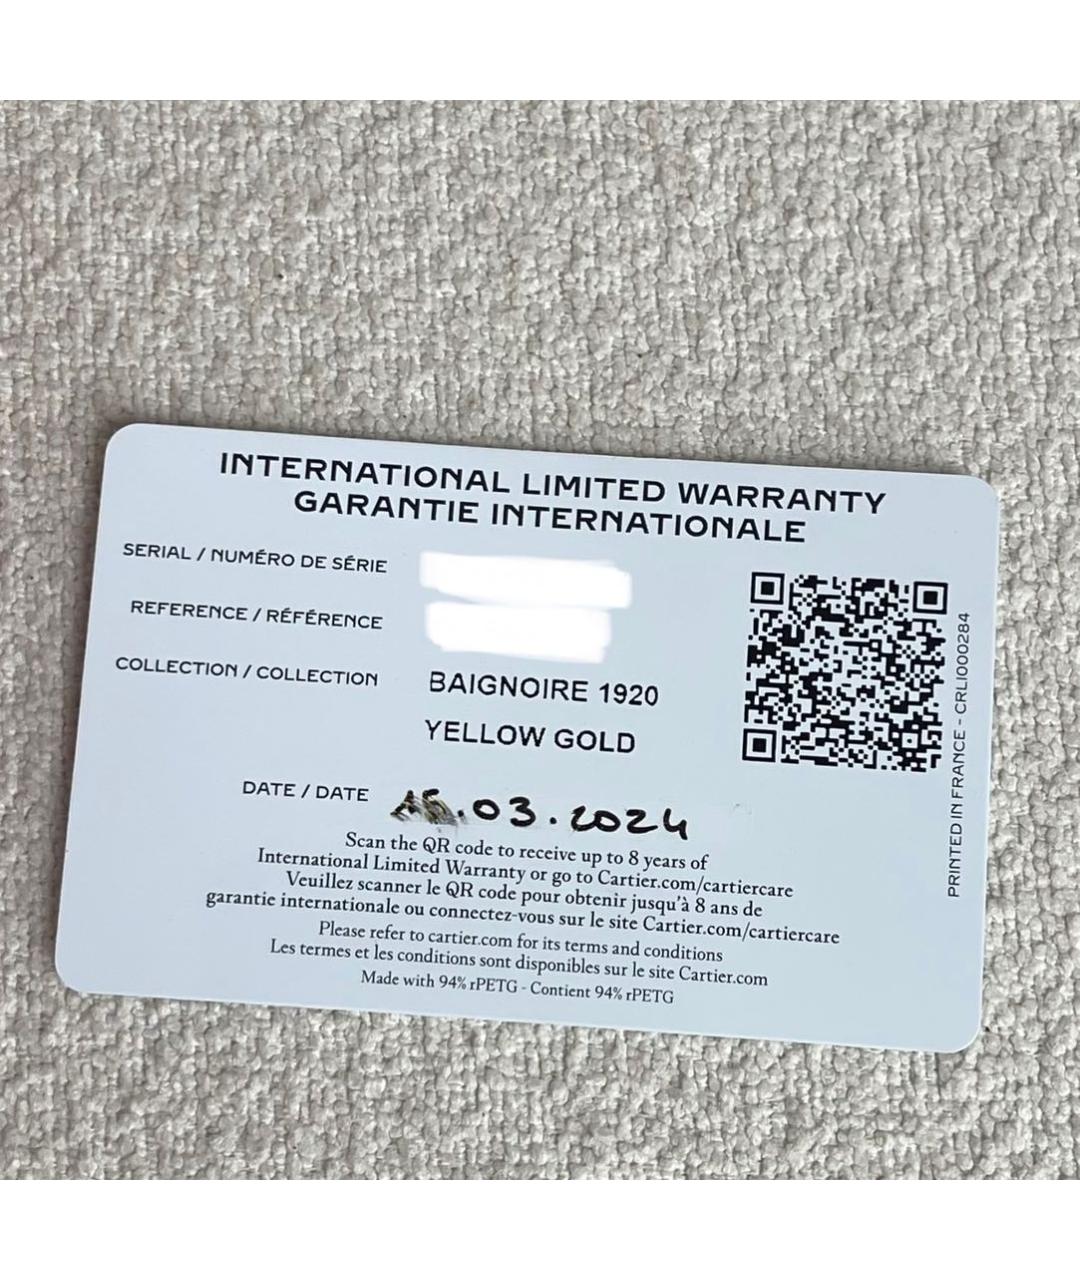 INTERNATIONAL LIMITED WARRANTY
GARANTIE INTERNATIONALE
SERIAL / NUMÉRO DE SÉRIE
REFERENCE / RÉFÉRENCE
COLLECTION / COLLECTION BAIGNOIRE 1920
YELLOW GOLD
DATE / DATE 15.03.2024
Scan the QR code to receive up to 8 years of
International Limited Warranty or go to Cartier.com/cartiercare
Veuillez scanner le QR code pour obtenir jusqu'à 8 ans de
garantie internationale ou connectez-vous sur le site Cartier.com/cartiercare
Please refer to cartier.com for its terms and conditions
Les termes et les conditions sont disponibles sur le site Cartier.com
Made with 94% rPETG - Contient 94% rPETG
PRINTED IN FRANCE - CRLI000284